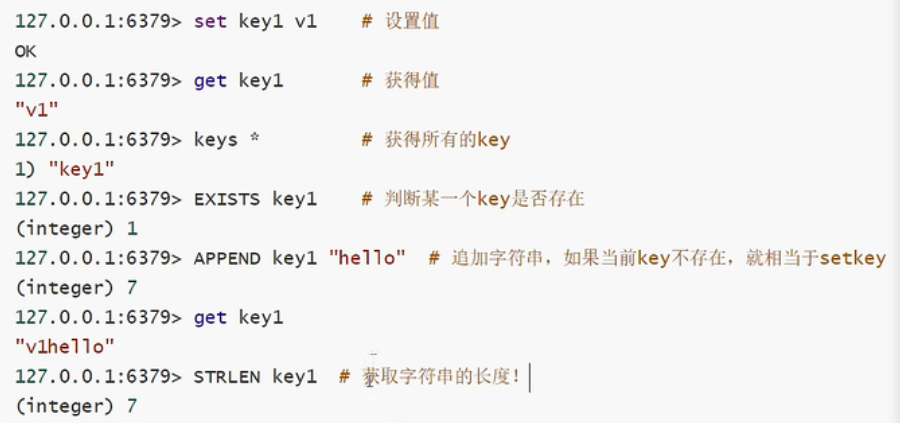 127.0.0.1:6379> set key1 v1    # 设置值
OK
127.0.0.1:6379> get key1       # 获得值
"v1"
127.0.0.1:6379> keys *         # 获得所有的key
1) "key1"
127.0.0.1:6379> EXISTS key1    # 判断某一个key是否存在
(integer) 1
127.0.0.1:6379> APPEND key1 "hello"  # 追加字符串，如果当前key不存在，就相当于setkey
(integer) 7
127.0.0.1:6379> get key1
"v1hello"
127.0.0.1:6379> STRLEN key1  # 获取字符串的长度！
(integer) 7